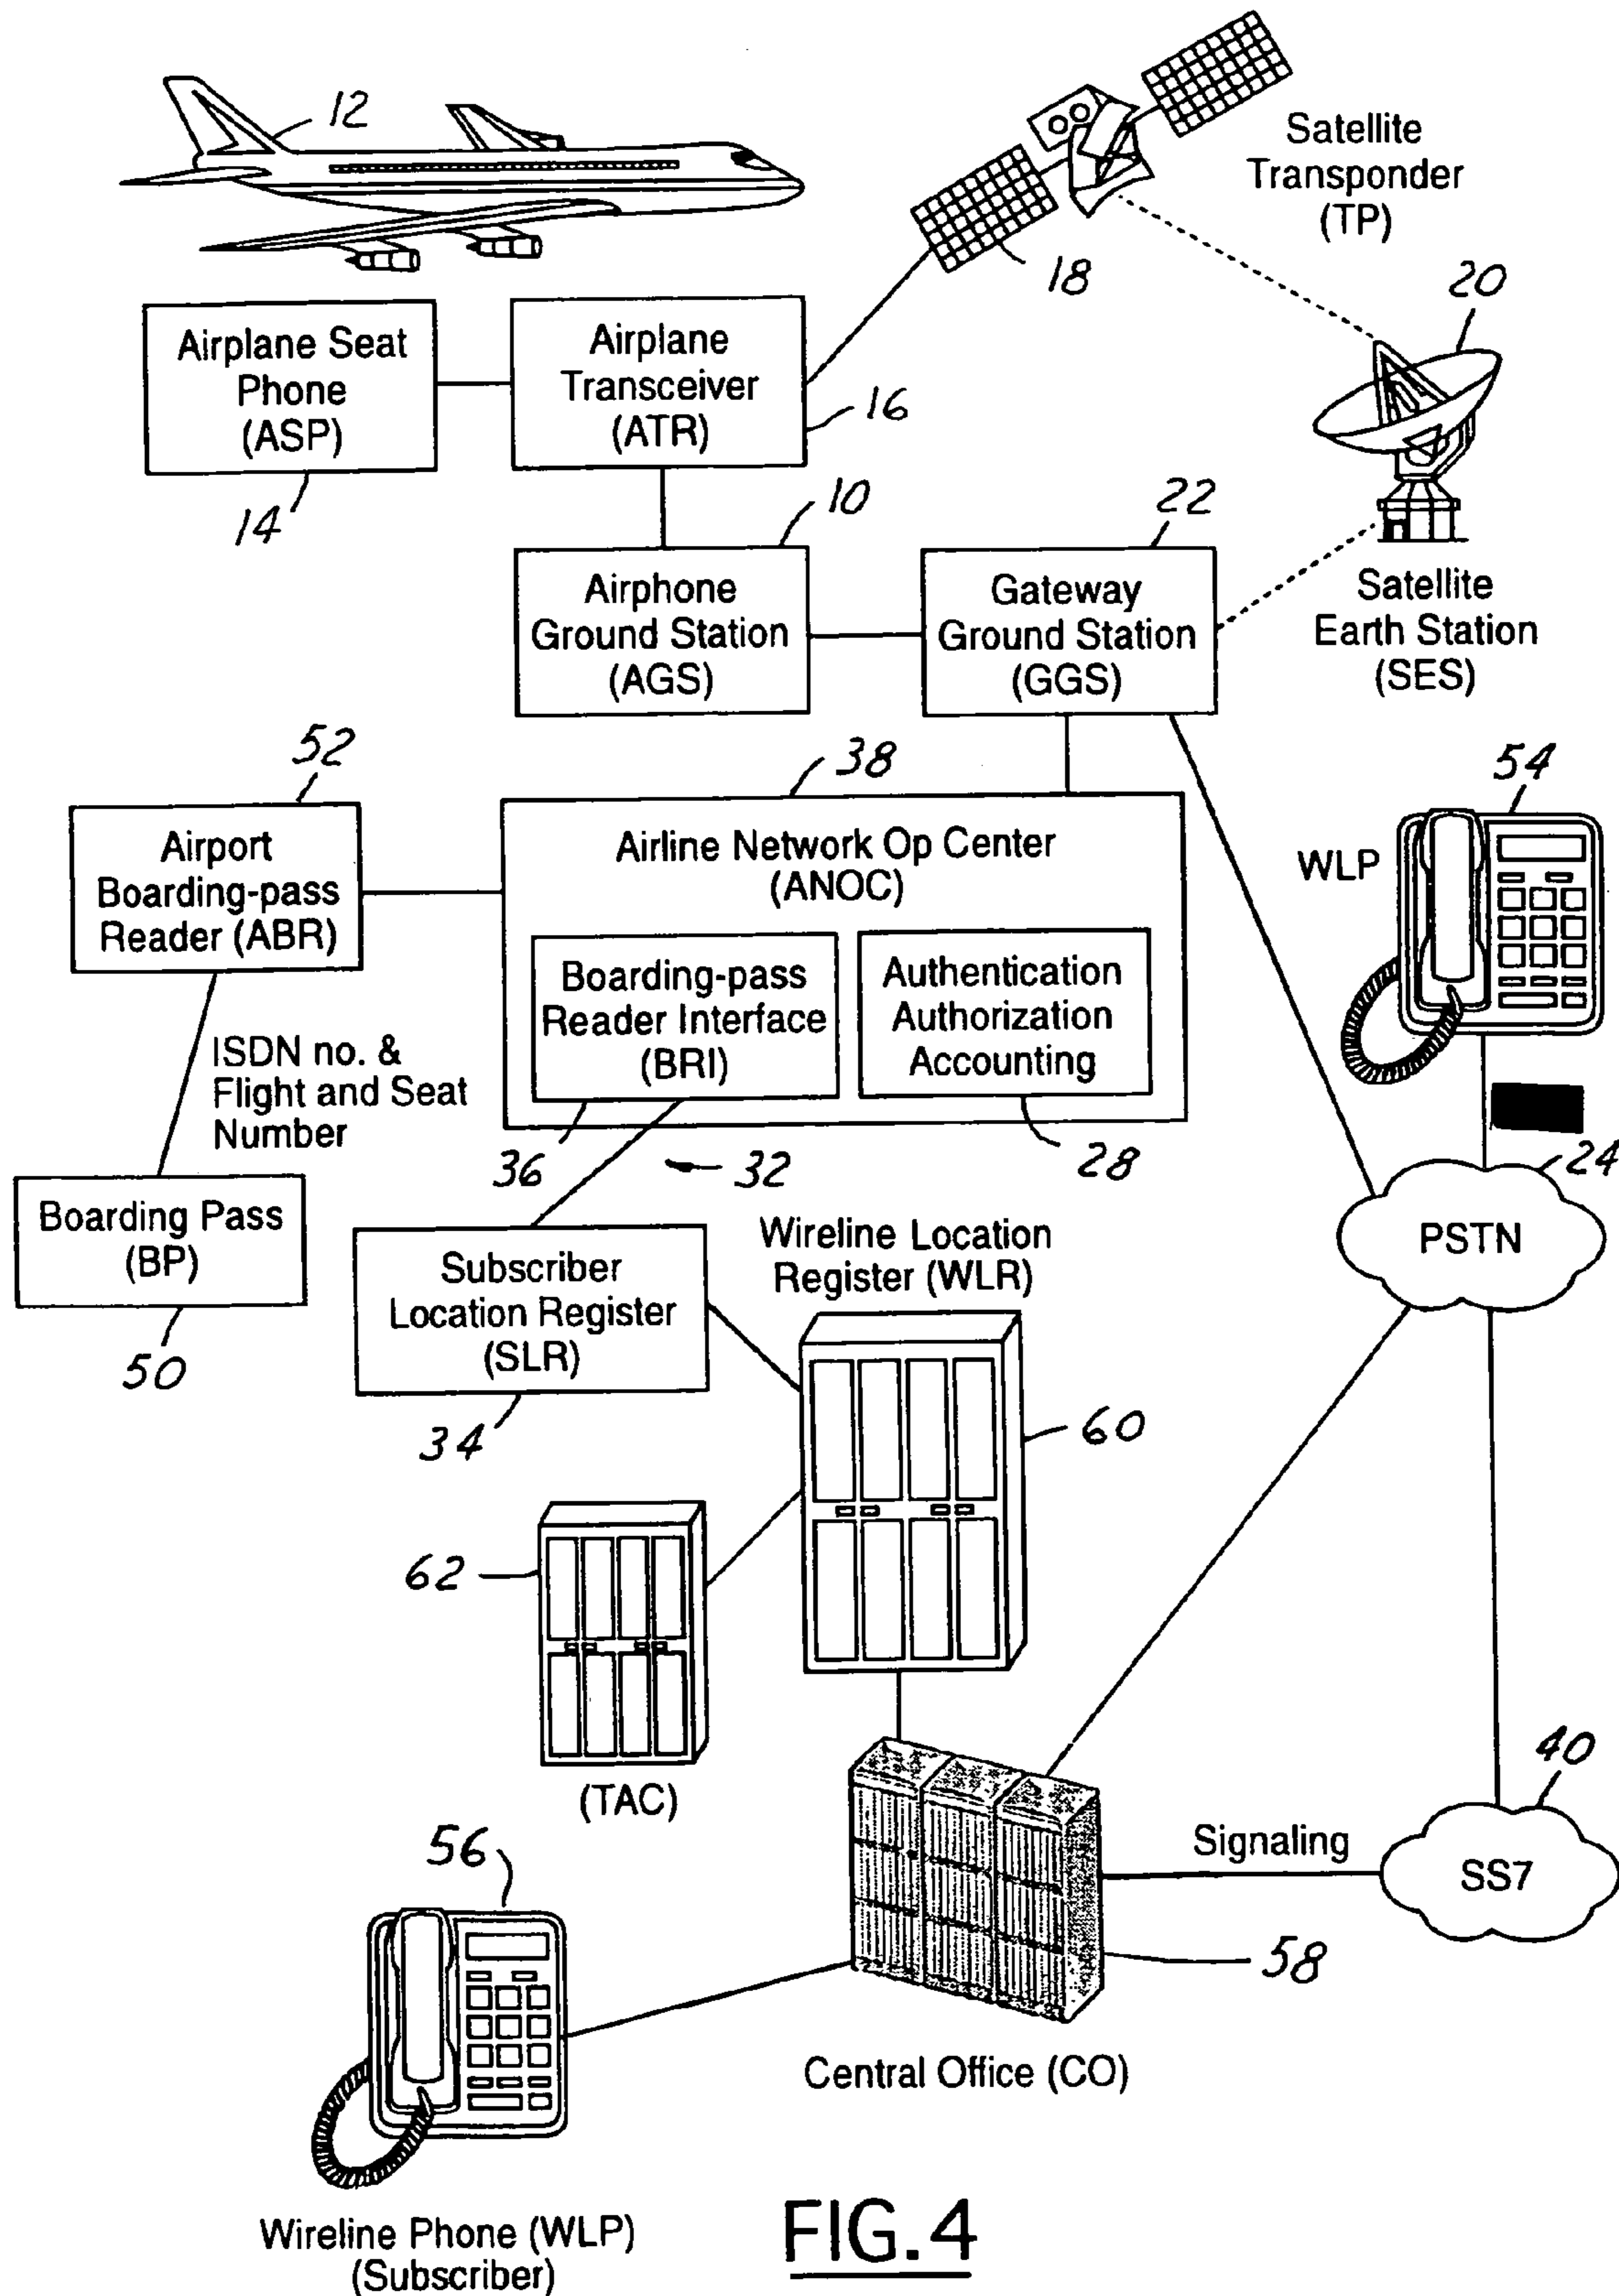 12
Satellite
Transponder
(TP)
18
20
Airplane Seat
Phone
(ASP)
14
Airplane
Transceiver
(ATR)
16
10
22
Airphone
Ground Station
(AGS)
Gateway
Ground Station
(GGS)
Satellite
Earth Station
(SES)
52
38
54
Airport
Boarding-pass
Reader (ABR)
Airline Network Op Center
(ANOC)
WLP
Boarding-pass
Reader Interface
(BRI)
Authentication
Authorization
Accounting
ISDN no. &
Flight and Seat
Number
36
32
28
24
Boarding Pass
(BP)
50
PSTN
Subscriber
Location Register
(SLR)
34
Wireline Location
Register (WLR)
60
62
(TAC)
40
Signaling
SS7
56
58
Central Office (CO)
Wireline Phone (WLP)
(Subscriber)
FIG.4